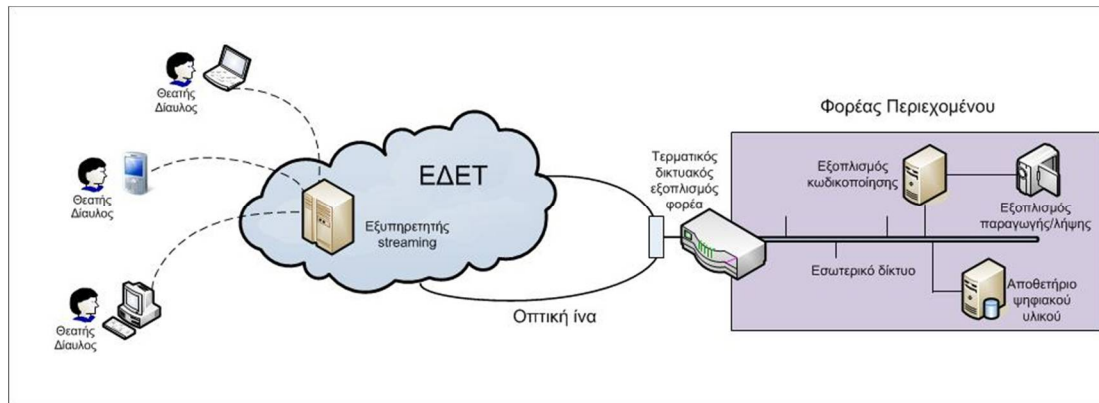 Θεατής
Δίαυλος
Θεατής
Δίαυλος
Θεατής
Δίαυλος
ΕΔΕΤ
Εξυπηρετητής
streaming
Οπτική ίνα
Τερματικός
δικτυακός
εξοπλισμός
φορέα
Φορέας Περιεχομένου
Εξοπλισμός
κωδικοποίησης
Εξοπλισμός
παραγωγής/λήψης
Εσωτερικό δίκτυο
Αποθετήριο
ψηφιακού
υλικού